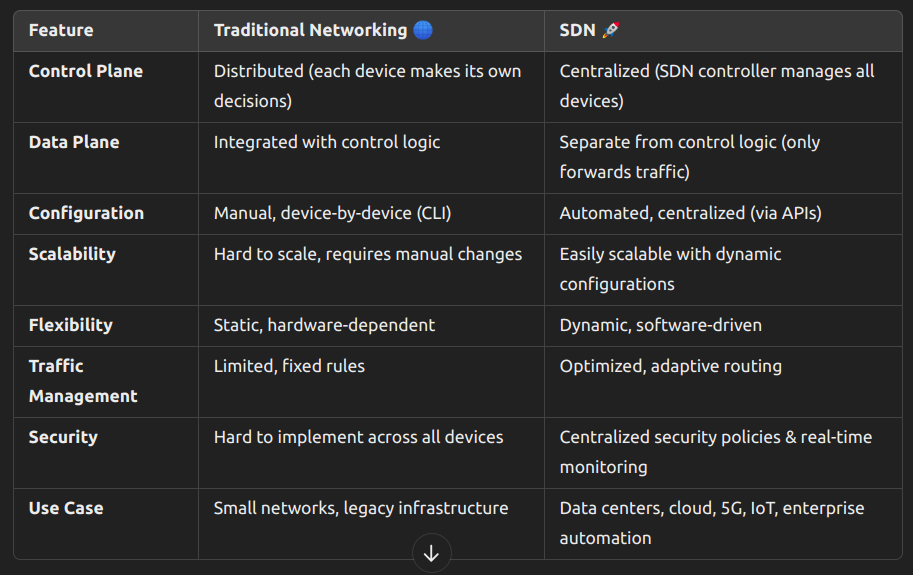 Feature Traditional Networking 🌐 SDN 🚀
Control Plane Distributed (each device makes its own Centralized (SDN controller manages all
decisions) devices)
Data Plane Integrated with control logic Separate from control logic (only
forwards traffic)
Configuration Manual, device-by-device (CLI) Automated, centralized (via APIs)
Scalability Hard to scale, requires manual changes Easily scalable with dynamic
configurations
Flexibility Static, hardware-dependent Dynamic, software-driven
Traffic Limited, fixed rules Optimized, adaptive routing
Management
Security Hard to implement across all devices Centralized security policies & real-time
monitoring
Use Case Small networks, legacy infrastructure Data centers, cloud, 5G, IoT, enterprise
automation